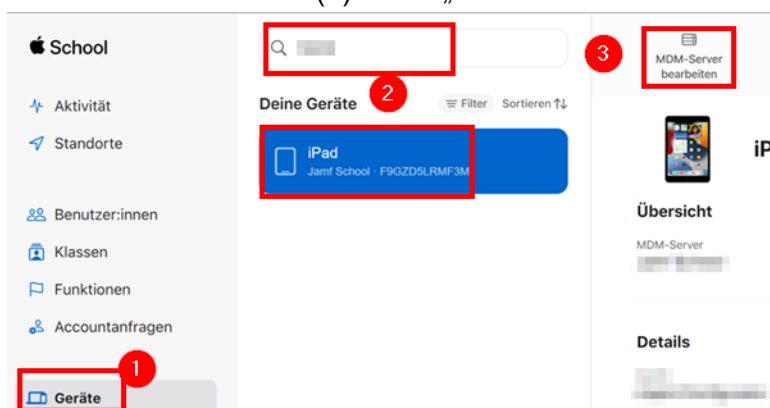 School
Aktivität
Standorte
Benutzer:innen
Klassen
Funktionen
Accountanfragen
1
Geräte
2
Deine Geräte
Filter Sortieren ↑↓
iPad
Jamf School · F9GZD5LRMF3M
3
MDM-Server
bearbeiten
iP
Übersicht
MDM-Server
Details